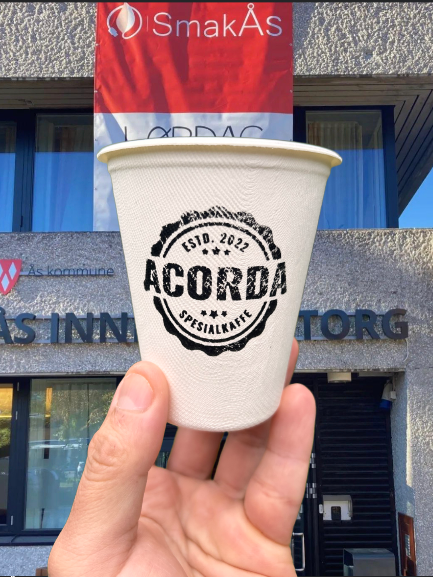 SmakÅs
LØRDAG
ESTD. 2022
ACORDA
SPESIALKAFFE
Ås kommune
ÅS INN
TORG